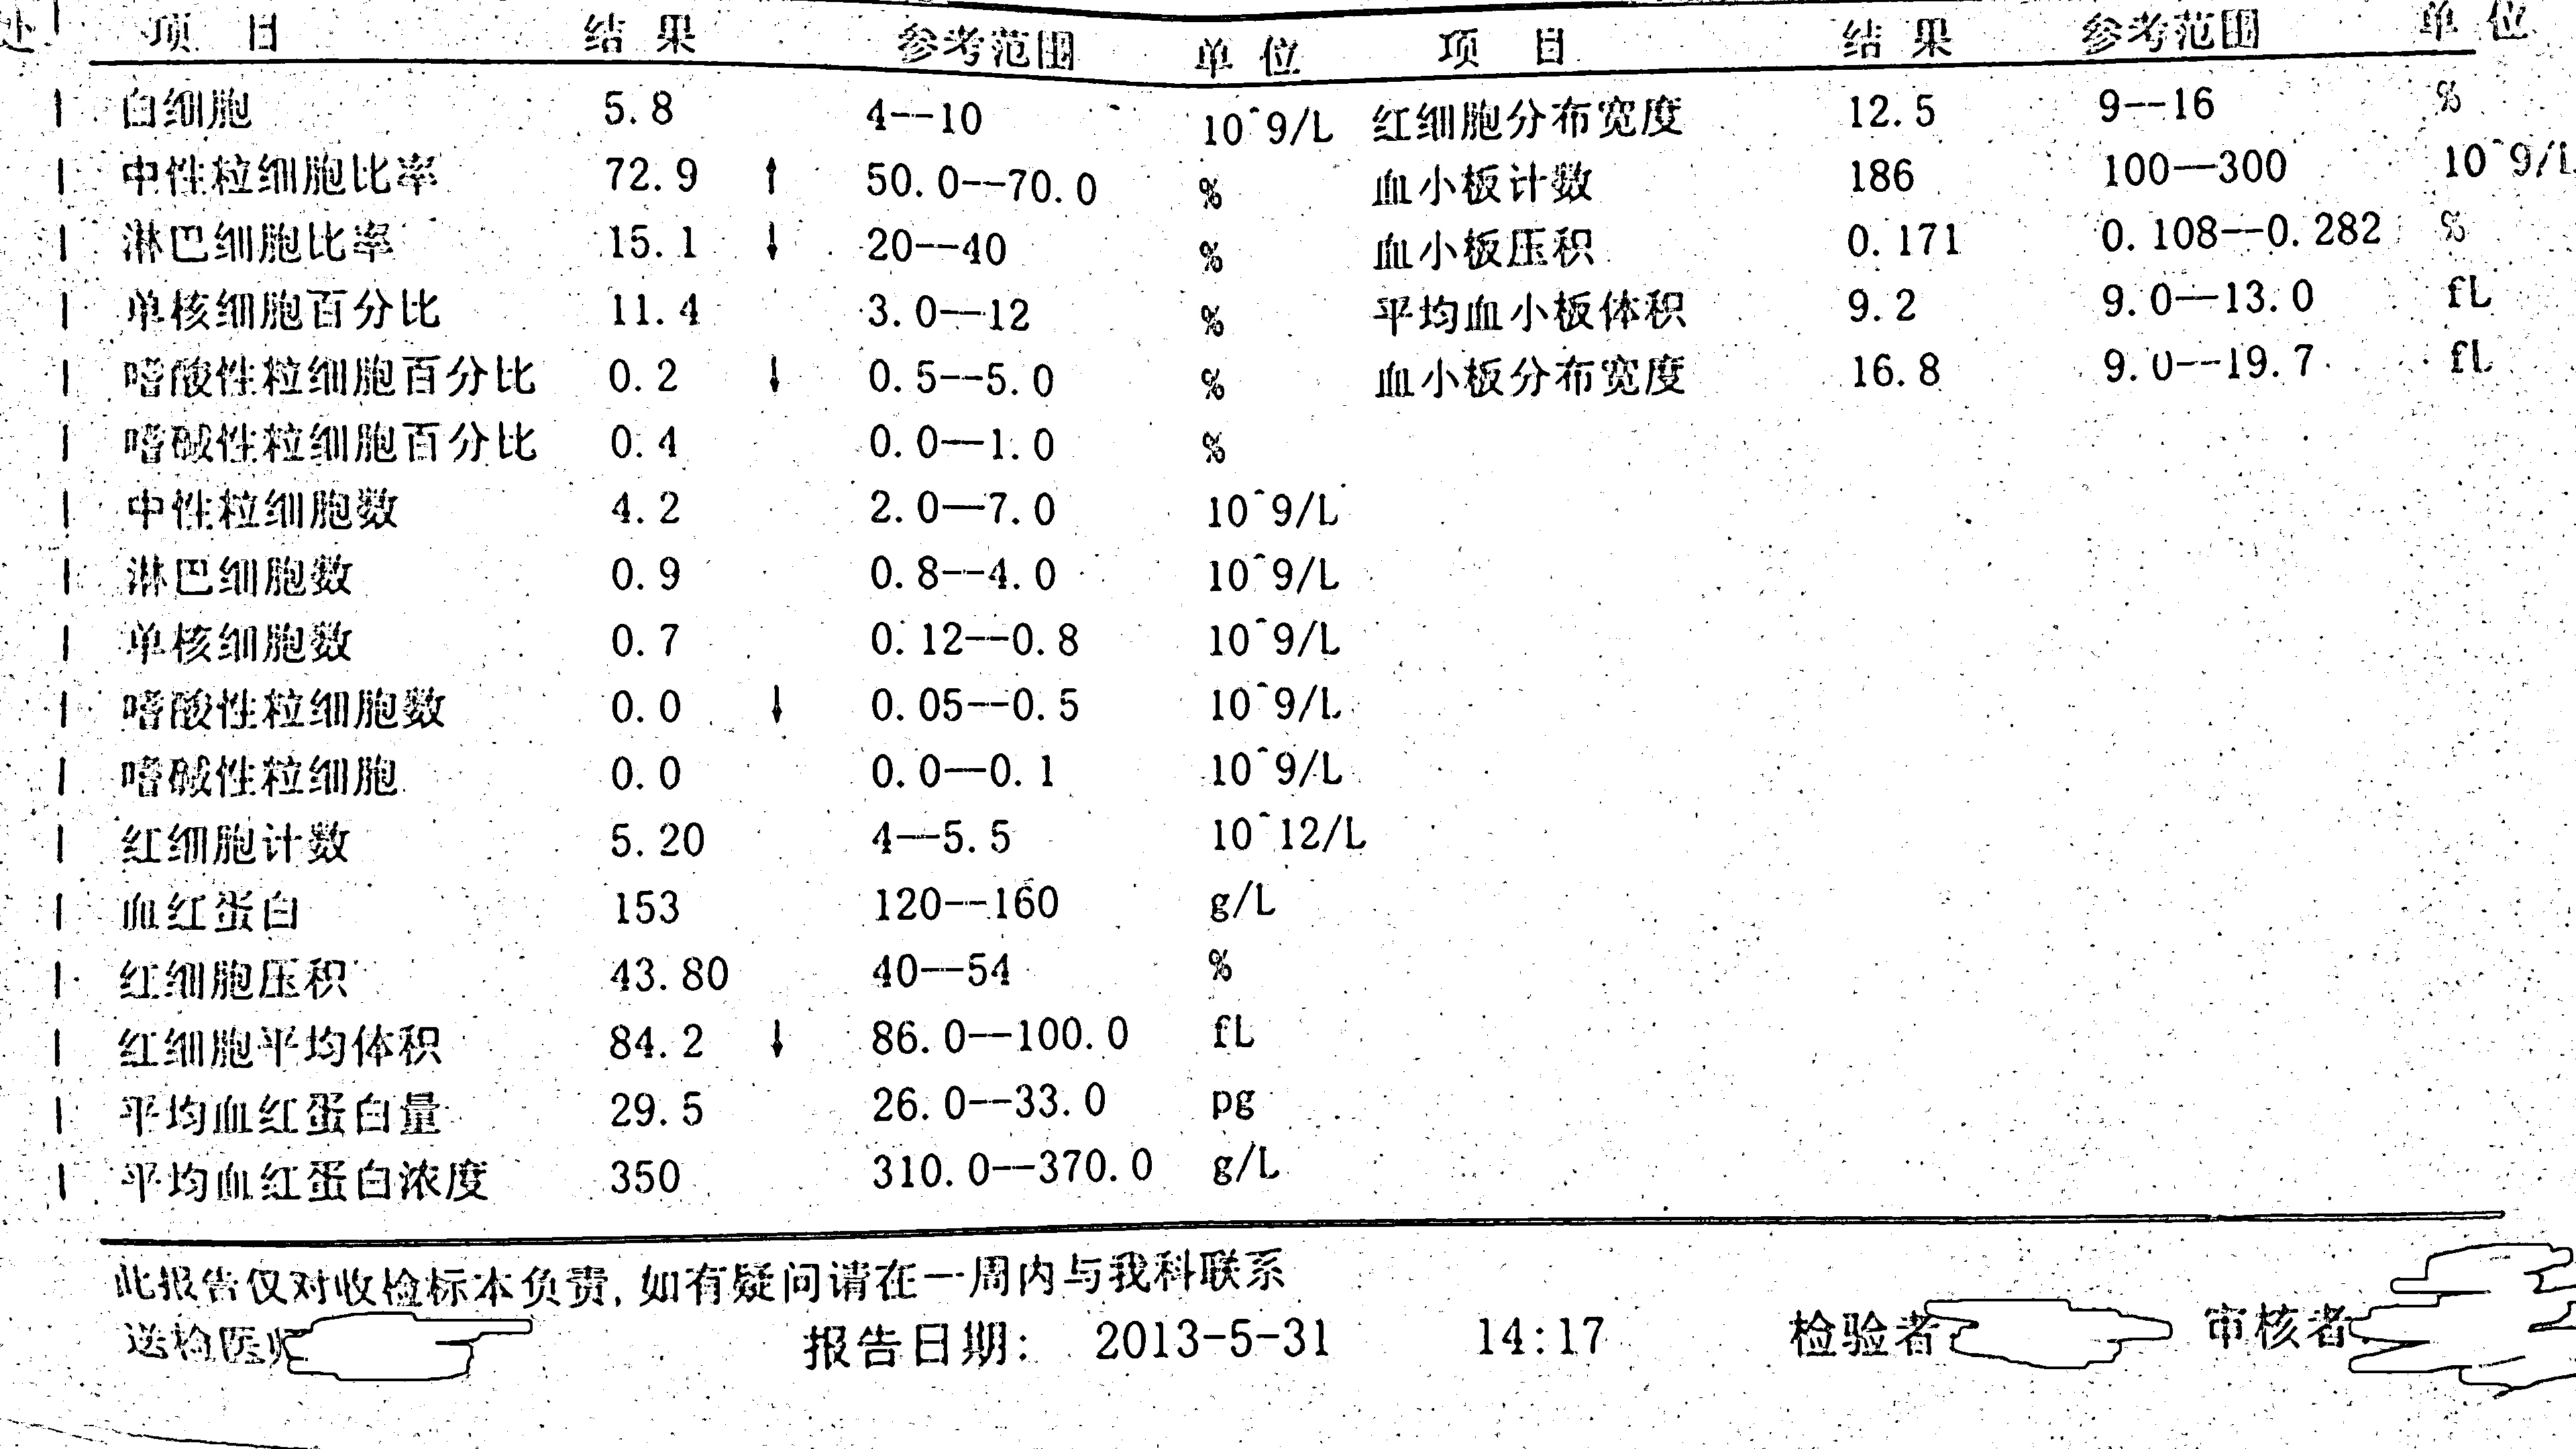 项 目 结 果 参考范围 单 位 项 目 结 果 参考范围 单 位
白细胞 5.8 4--10 10^9/L 红细胞分布宽度 12.5 9--16 %
中性粒细胞比率 72.9 ↑ 50.0--70.0 % 血小板计数 186 100--300 10^9/L
淋巴细胞比率 15.1 ↓ 20--40 % 血小板压积 0.171 0.108--0.282 %
单核细胞百分比 11.4 3.0--12 % 平均血小板体积 9.2 9.0--13.0 fL
嗜酸性粒细胞百分比 0.2 ↓ 0.5--5.0 % 血小板分布宽度 16.8 9.0--19.7 fL
嗜碱性粒细胞百分比 0.4 0.0--1.0 %
中性粒细胞数 4.2 2.0--7.0 10^9/L
淋巴细胞数 0.9 0.8--4.0 10^9/L
单核细胞数 0.7 0.12--0.8 10^9/L
嗜酸性粒细胞数 0.0 ↓ 0.05--0.5 10^9/L
嗜碱性粒细胞 0.0 0.0--0.1 10^9/L
红细胞计数 5.20 4--5.5 10^12/L
血红蛋白 153 120--160 g/L
红细胞压积 43.80 40--54 %
红细胞平均体积 84.2 ↓ 86.0--100.0 fL
平均血红蛋白量 29.5 26.0--33.0 pg
平均血红蛋白浓度 350 310.0--370.0 g/L
此报告仅对收检标本负责,如有疑问请在一周内与我科联系
送检医师 报告日期: 2013-5-31 14:17 检验者 审核者